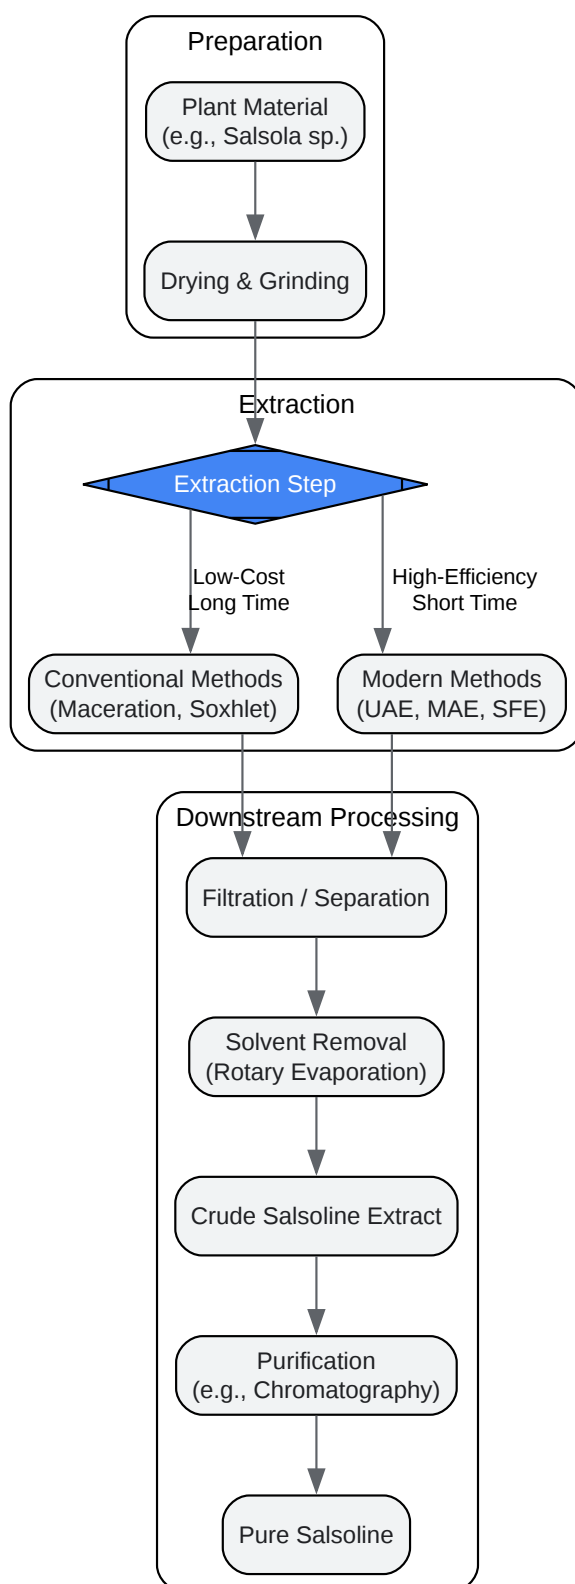 Preparation
Plant Material
(e.g., Salsola sp.)
Drying & Grinding
Extraction
Extraction Step
Low-Cost
Long Time
High-Efficiency
Short Time
Conventional Methods
(Maceration, Soxhlet)
Modern Methods
(UAE, MAE, SFE)
Downstream Processing
Filtration / Separation
Solvent Removal
(Rotary Evaporation)
Crude Salsoline Extract
Purification
(e.g., Chromatography)
Pure Salsoline